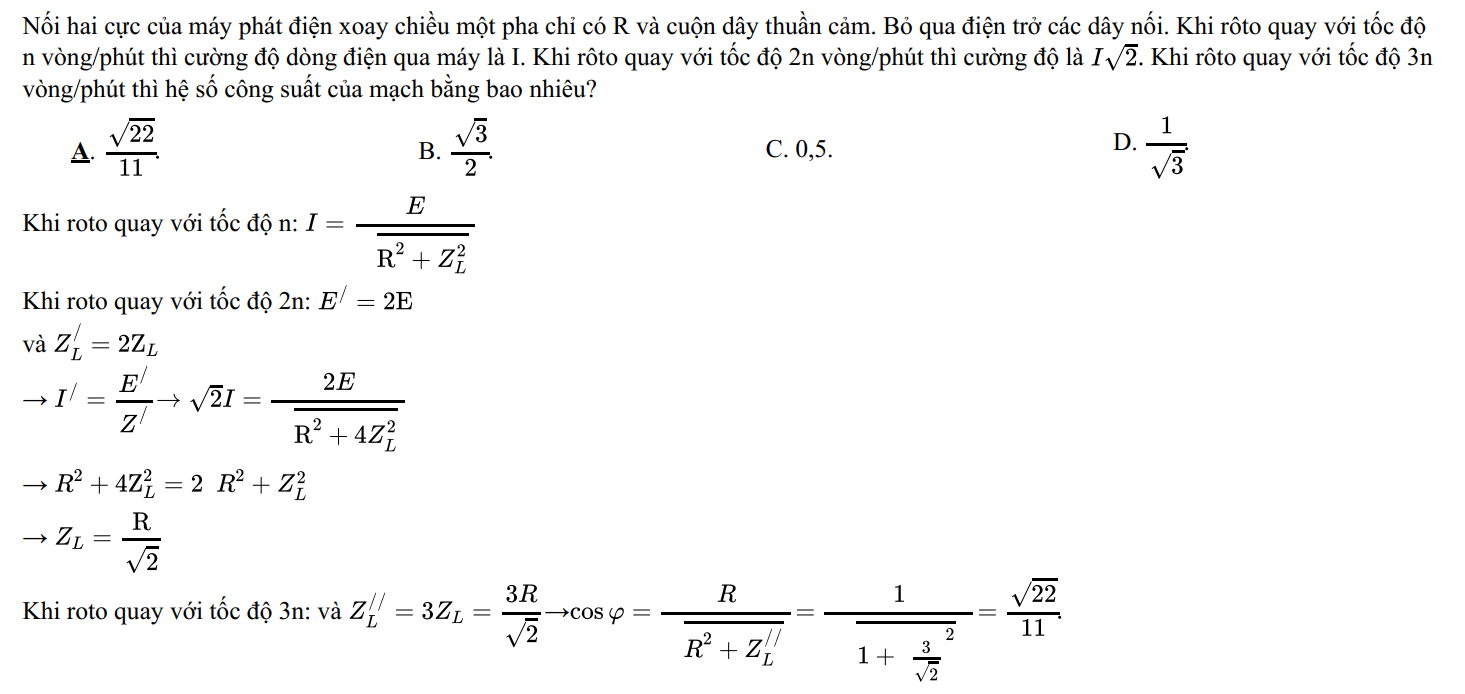 Nối hai cực của máy phát điện xoay chiều một pha chỉ có R và cuộn dây thuần cảm. Bỏ qua điện trở các dây nối. Khi rôto quay với tốc độ
n vòng/phút thì cường độ dòng điện qua máy là I. Khi rôto quay với tốc độ 2n vòng/phút thì cường độ là $I\sqrt{2}$. Khi rôto quay với tốc độ 3n
vòng/phút thì hệ số công suất của mạch bằng bao nhiêu?
A. $\frac{\sqrt{22}}{11}$. B. $\frac{\sqrt{3}}{2}$. C. 0,5. D. $\frac{1}{\sqrt{3}}$.
Khi roto quay với tốc độ n: $I = \frac{E}{\overline{R^2 + Z_L^2}}$
Khi roto quay với tốc độ 2n: $E^{/} = 2E$
và $Z_L^{/} = 2Z_L$
$\rightarrow I^{/} = \frac{E^{/}}{Z^{/}} \rightarrow \sqrt{2}I = \frac{2E}{\overline{R^2 + 4Z_L^2}}$
$\rightarrow R^2 + 4Z_L^2 = 2 \; R^2 + Z_L^2$
$\rightarrow Z_L = \frac{R}{\sqrt{2}}$
Khi roto quay với tốc độ 3n: và $Z_L^{//} = 3Z_L = \frac{3R}{\sqrt{2}} \rightarrow \cos\varphi = \frac{R}{\overline{R^2 + Z_L^{//}}} = \frac{1}{\overline{1 + \; \frac{3}{\sqrt{2}}^{2}}} = \frac{\sqrt{22}}{11}$.